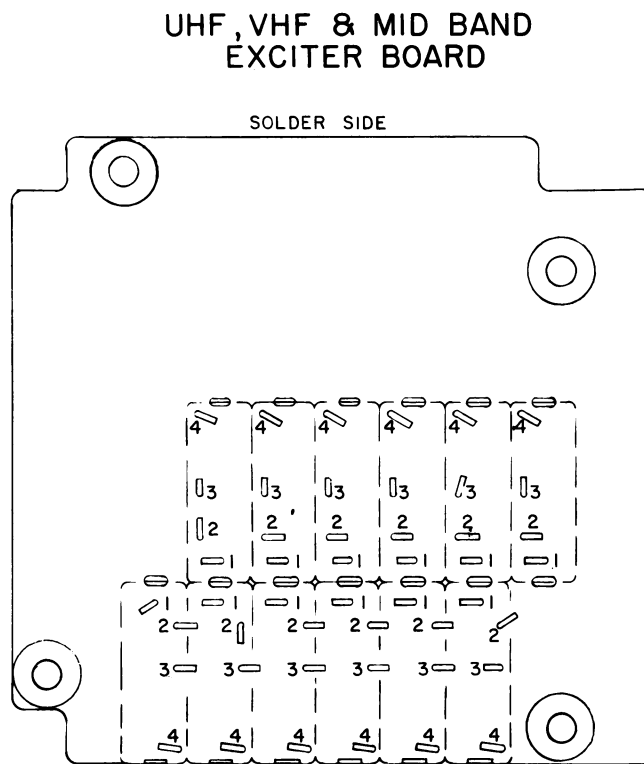 UHF, VHF & MID BAND
EXCITER BOARD
SOLDER SIDE
4 4 4 4 4 4
3 3 3 3 3 3
2 2 2 2 2 2
1 1 1 1 1 1
1 1 1 1 1 1
2 2 2 2 2 2
3 3 3 3 3 3
4 4 4 4 4 4